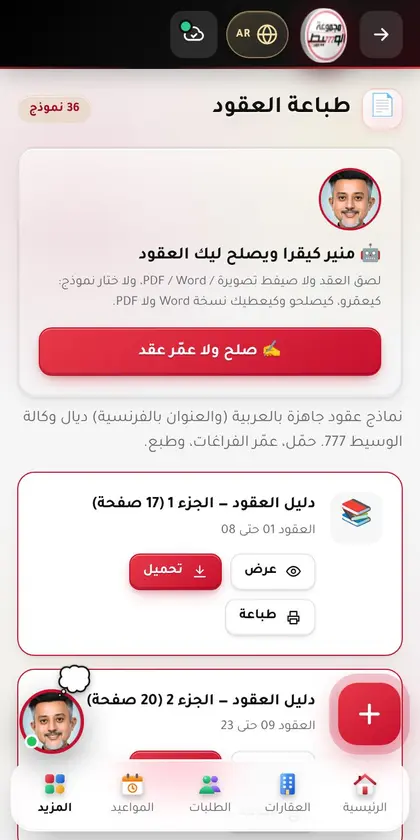 AR
مجموعة
الوسيط
طباعة العقود
36 نموذج
🤖 منير كيقرا ويصلح ليك العقود
لصق العقد ولا صيفط تصويرة / PDF / Word، ولا ختار نموذج:
كيعمّرو، كيصلحو وكيعطيك نسخة Word ولا PDF.
✍️ صلح ولا عمّر عقد
نماذج عقود جاهزة بالعربية (والعنوان بالفرنسية) ديال وكالة
الوسيط 777. حمّل، عمّر الفراغات، وطبع.
دليل العقود – الجزء 1 (17 صفحة)
العقود 01 حتى 08
عرض
تحميل
طباعة
دليل العقود – الجزء 2 (20 صفحة)
العقود 09 حتى 23
الرئيسية
العقارات
الطلبات
المواعيد
المزيد